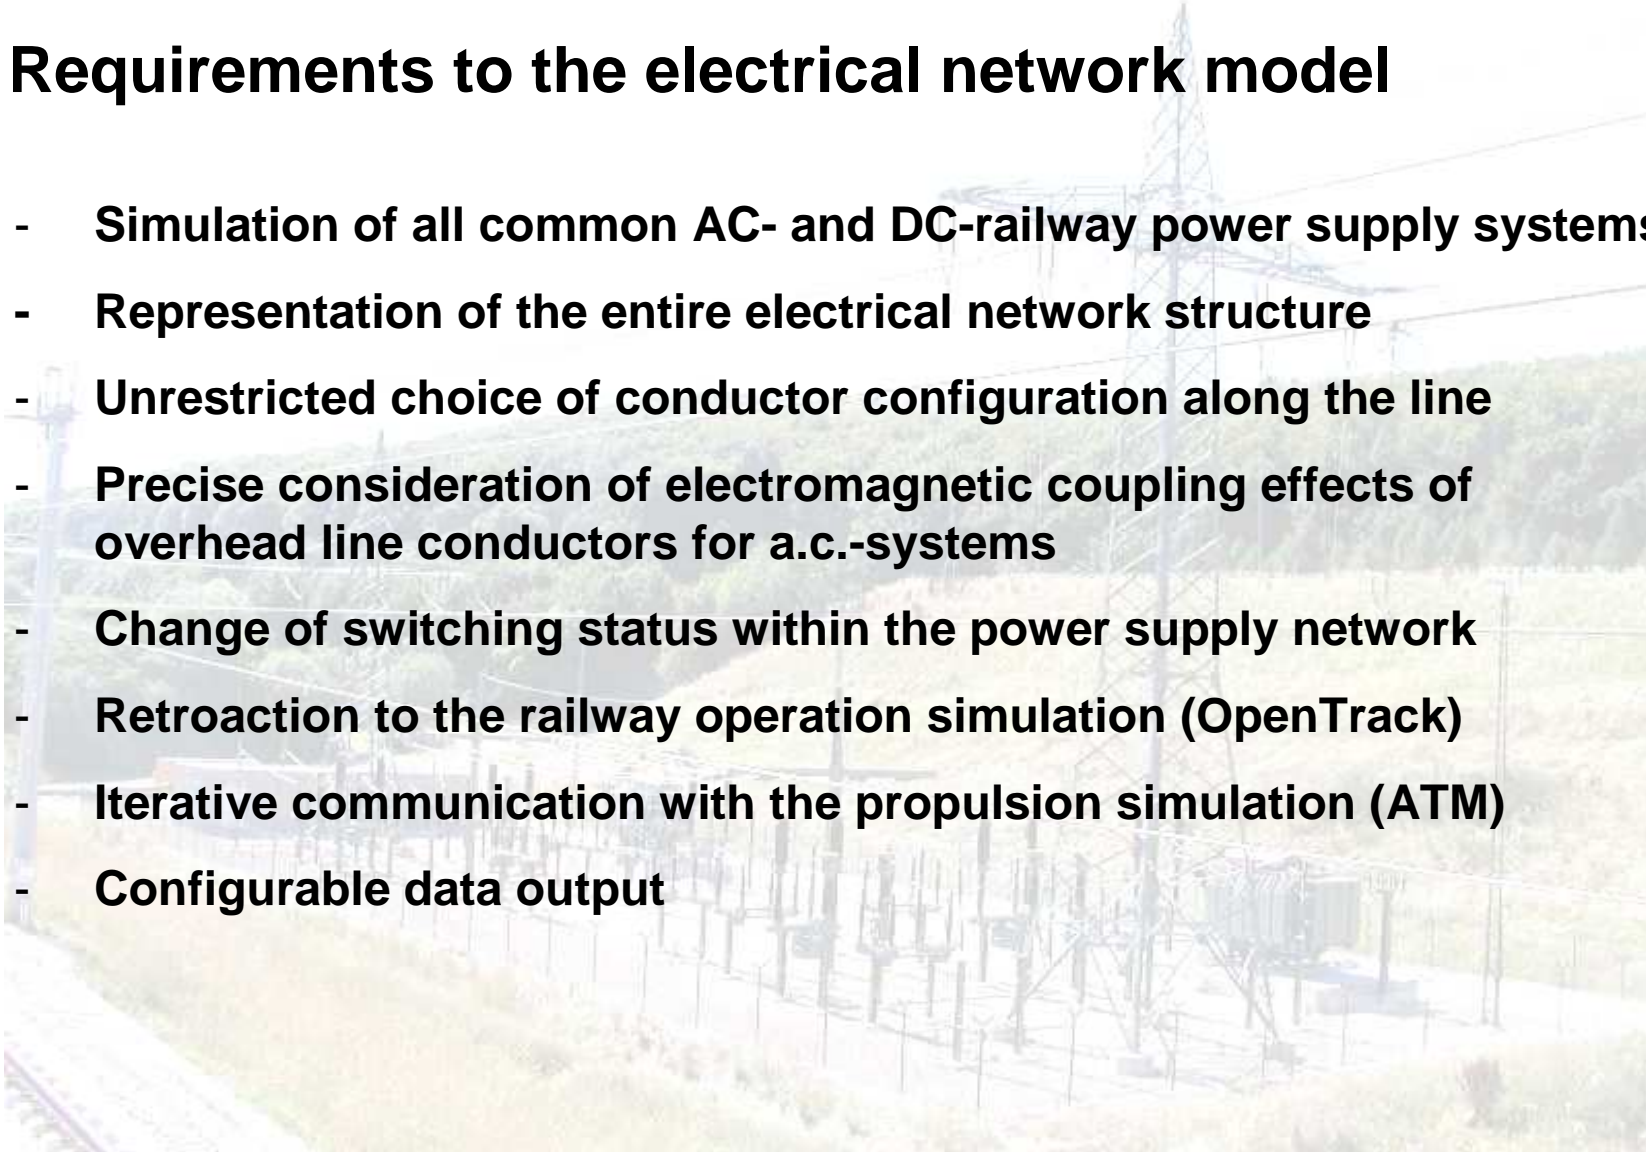 Requirements to the electrical network model
- Simulation of all common AC- and DC-railway power supply systems
- Representation of the entire electrical network structure
- Unrestricted choice of conductor configuration along the line
- Precise consideration of electromagnetic coupling effects of
overhead line conductors for a.c.-systems
- Change of switching status within the power supply network
- Retroaction to the railway operation simulation (OpenTrack)
- Iterative communication with the propulsion simulation (ATM)
- Configurable data output